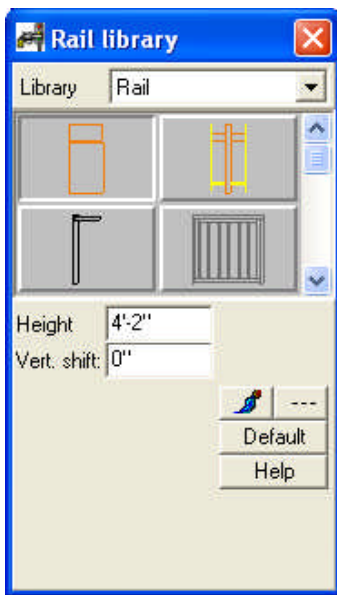 Rail library
Library Rail
Height 4'-2"
Vert. shift: 0"
---
Default
Help